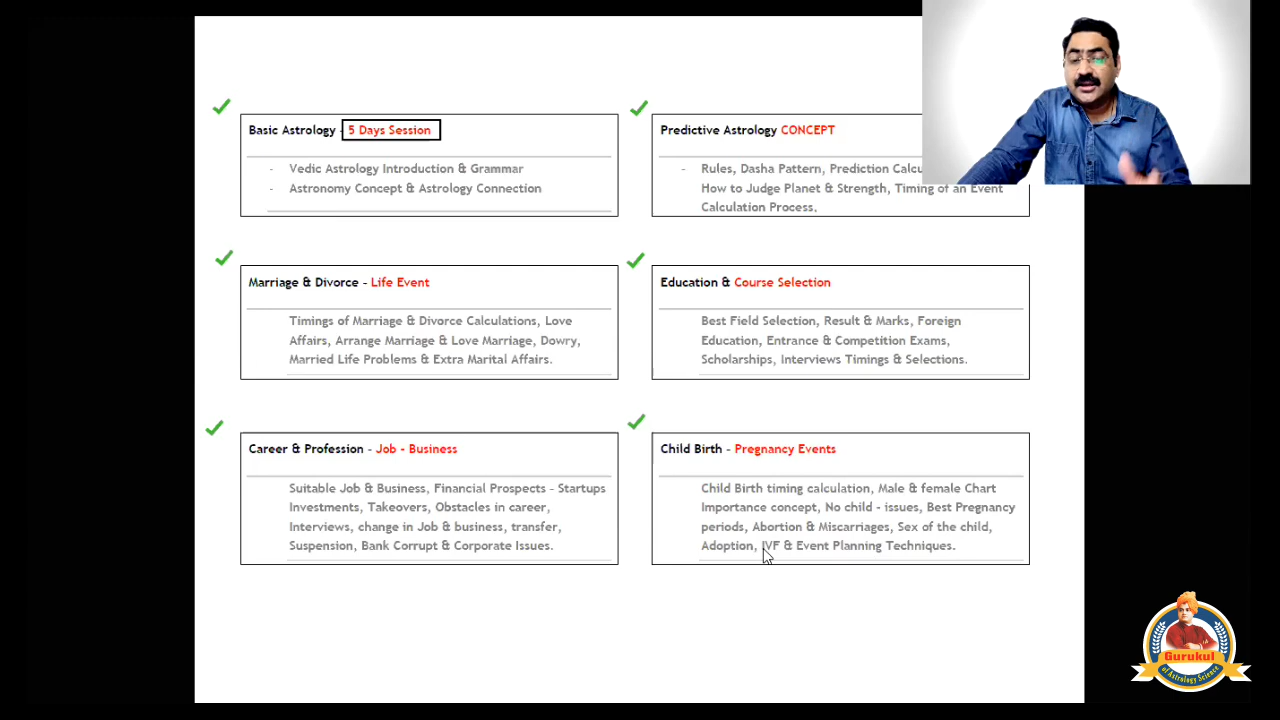 Basic Astrology - 5 Days Session
- Vedic Astrology Introduction & Grammar
- Astronomy Concept & Astrology Connection
Predictive Astrology CONCEPT
- Rules, Dasha Pattern, Prediction
How to Judge Planet & Strength, Timing of an Event
Calculation Process.
Marriage & Divorce - Life Event
Timings of Marriage & Divorce Calculations, Love
Affairs, Arrange Marriage & Love Marriage, Dowry,
Married Life Problems & Extra Marital Affairs.
Education & Course Selection
Best Field Selection, Result & Marks, Foreign
Education, Entrance & Competition Exams,
Scholarships, Interviews Timings & Selections.
Career & Profession - Job - Business
Suitable Job & Business, Financial Prospects - Startups
Investments, Takeovers, Obstacles in career,
Interviews, change in Job & business, transfer,
Suspension, Bank Corrupt & Corporate Issues.
Child Birth - Pregnancy Events
Child Birth timing calculation, Male & female Chart
Importance concept, No child - issues, Best Pregnancy
periods, Abortion & Miscarriages, Sex of the child,
Adoption, IVF & Event Planning Techniques.
Gurukul
of Astrology Science